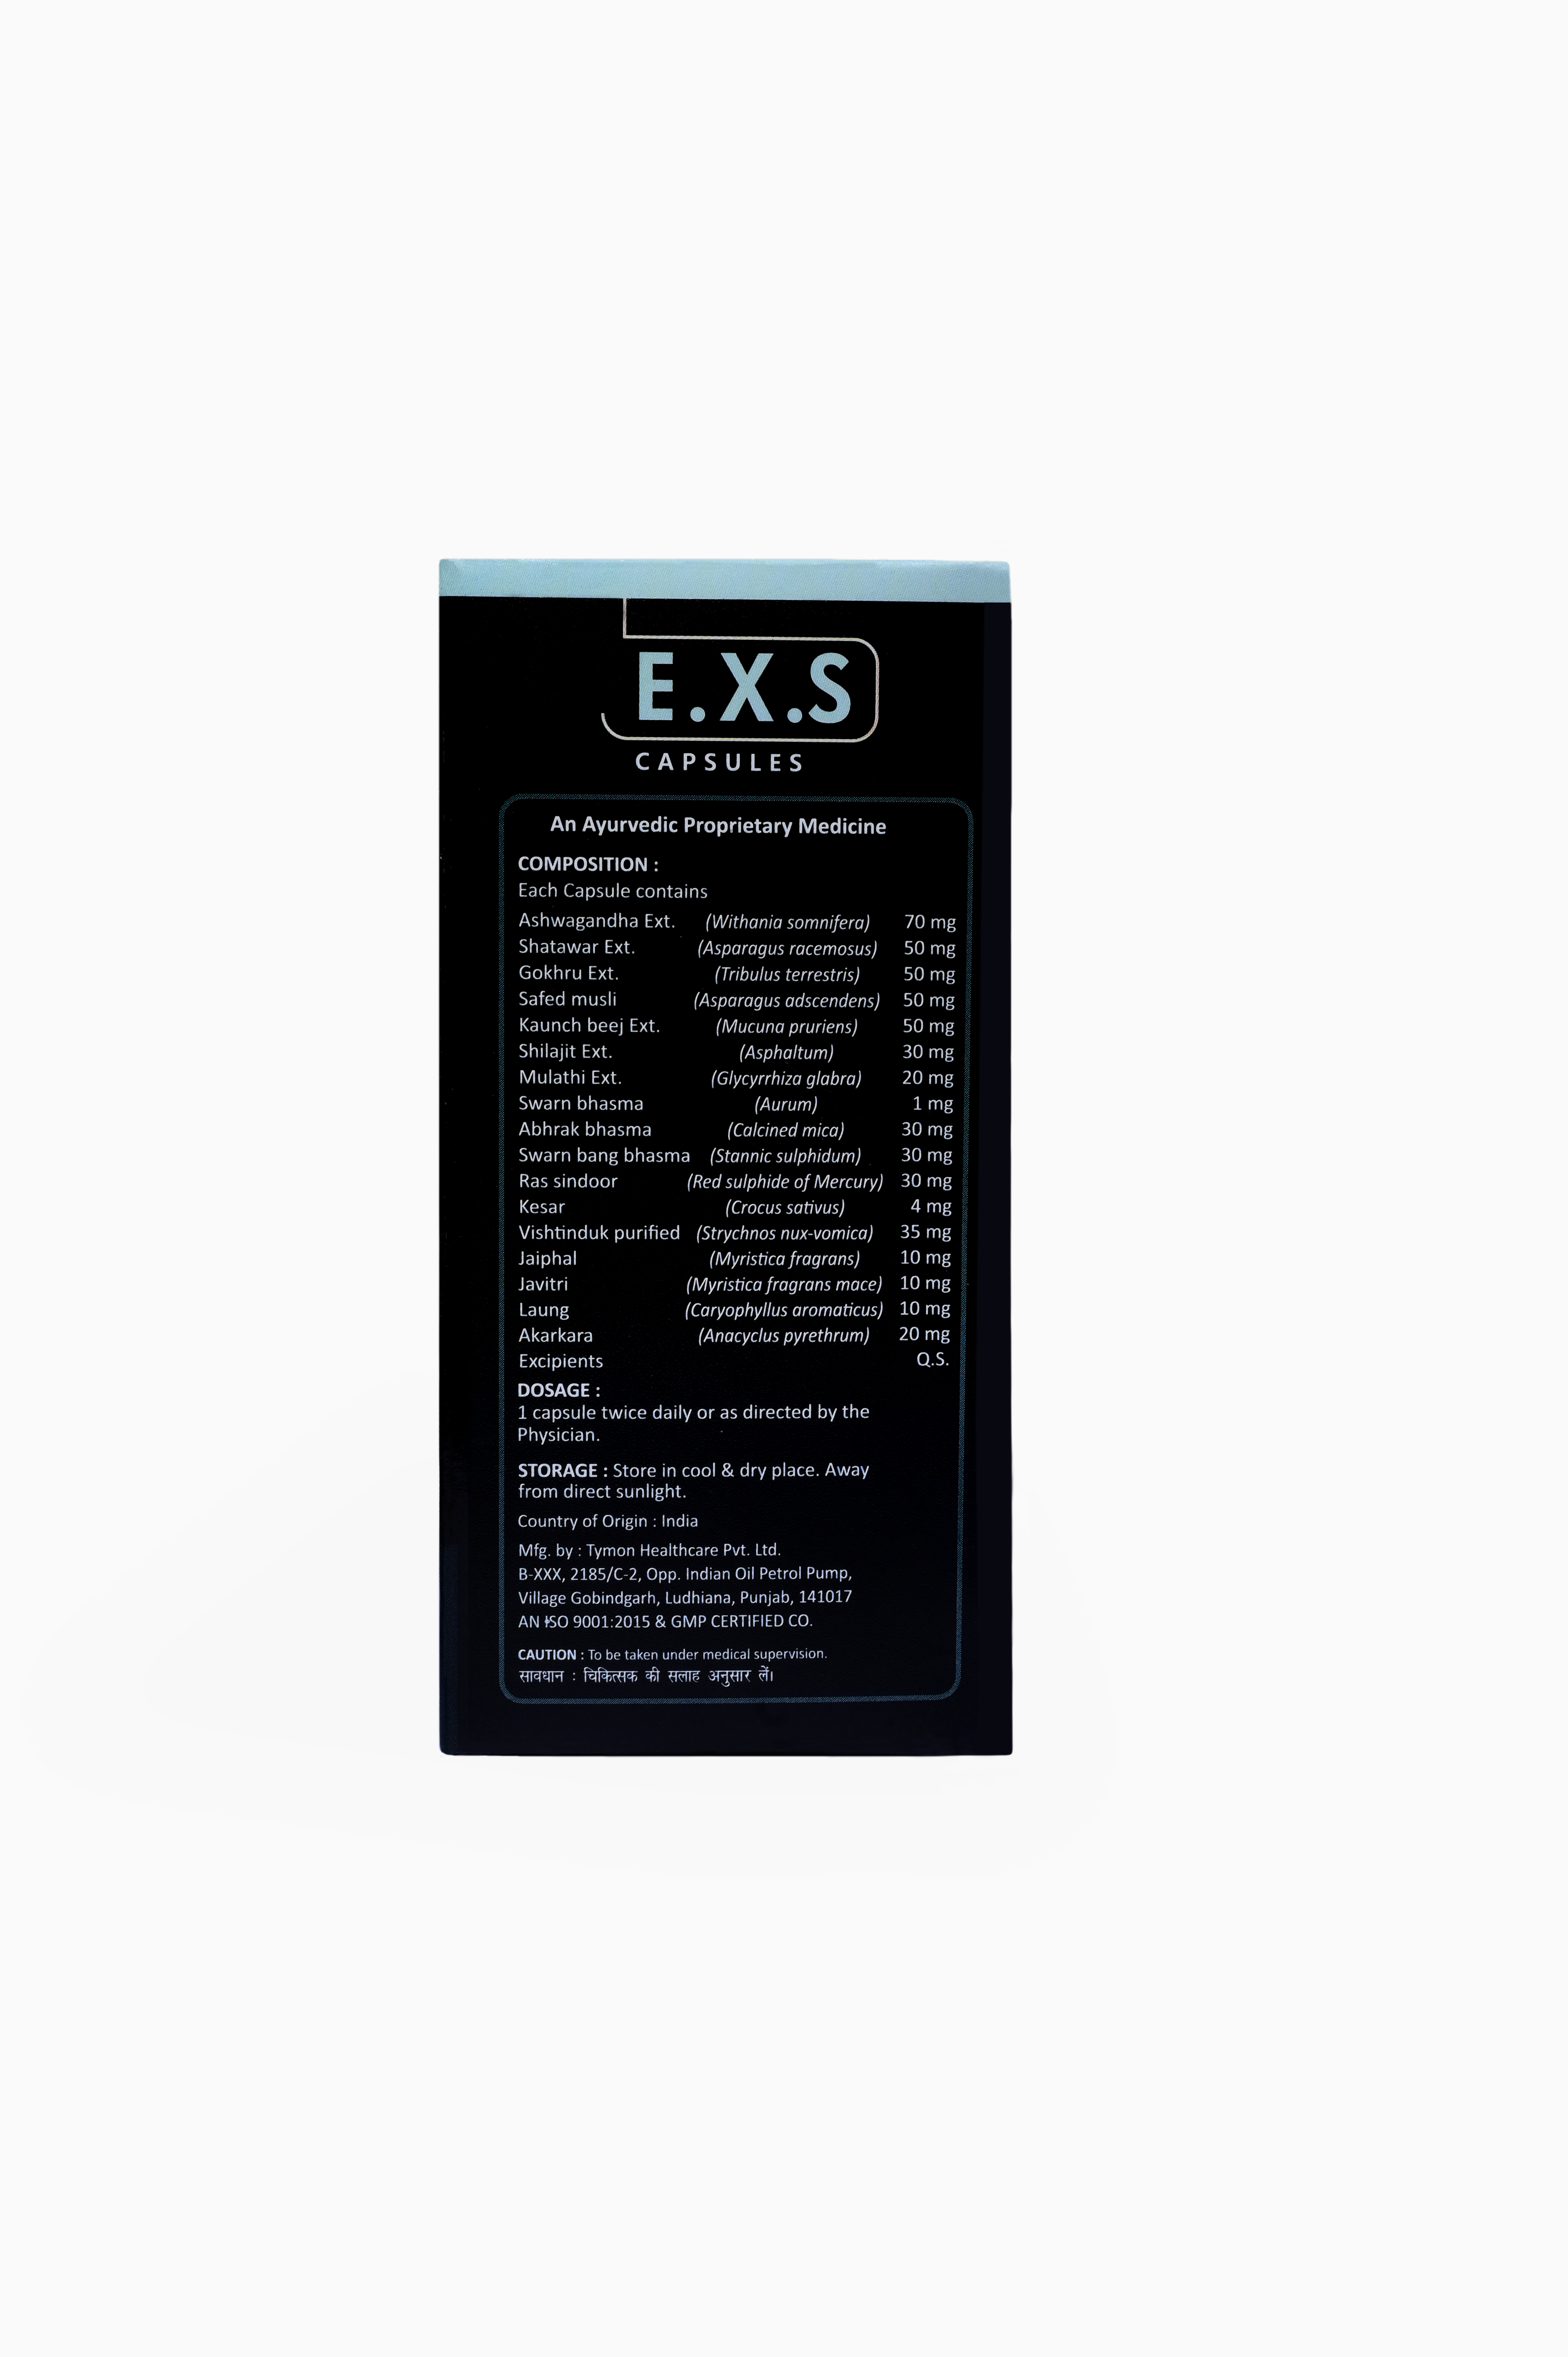 E.X.S
CAPSULES
An Ayurvedic Proprietary Medicine
COMPOSITION :
Each Capsule contains
Ashwagandha Ext. (Withania somnifera) 70 mg
Shatawar Ext. (Asparagus racemosus) 50 mg
Gokhru Ext. (Tribulus terrestris) 50 mg
Safed musli (Asparagus adscendens) 50 mg
Kaunch beej Ext. (Mucuna pruriens) 50 mg
Shilajit Ext. (Asphaltum) 30 mg
Mulathi Ext. (Glycyrrhiza glabra) 20 mg
Swarn bhasma (Aurum) 1 mg
Abhrak bhasma (Calcined mica) 30 mg
Swarn bang bhasma (Stannic sulphidum) 30 mg
Ras sindoor (Red sulphide of Mercury) 30 mg
Kesar (Crocus sativus) 4 mg
Vishtinduk purified (Strychnos nux-vomica) 35 mg
Jaiphal (Myristica fragrans) 10 mg
Javitri (Myristica fragrans mace) 10 mg
Laung (Caryophyllus aromaticus) 10 mg
Akarkara (Anacyclus pyrethrum) 20 mg
Excipients Q.S.
DOSAGE :
1 capsule twice daily or as directed by the
Physician.
STORAGE : Store in cool & dry place. Away
from direct sunlight.
Country of Origin : India
Mfg. by : Tymon Healthcare Pvt. Ltd.
B-XXX, 2185/C-2, Opp. Indian Oil Petrol Pump,
Village Gobindgarh, Ludhiana, Punjab, 141017
AN ISO 9001:2015 & GMP CERTIFIED CO.
CAUTION : To be taken under medical supervision.
सावधान : चिकित्सक की सलाह अनुसार लें।